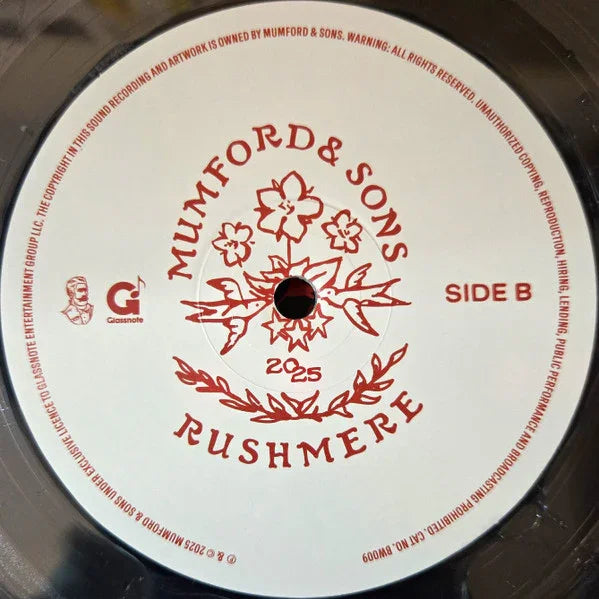 MUMFORD & SONS
2025
RUSHMERE
SIDE B
Gi
Glassnote
℗ & © 2025 MUMFORD & SONS UNDER EXCLUSIVE LICENCE TO GLASSNOTE ENTERTAINMENT GROUP LLC. THE COPYRIGHT IN THIS SOUND RECORDING AND ARTWORK IS OWNED BY MUMFORD & SONS. WARNING: ALL RIGHTS RESERVED. UNAUTHORIZED COPYING, REPRODUCTION, HIRING, LENDING, PUBLIC PERFORMANCE AND BROADCASTING PROHIBITED. CAT NO. BW009